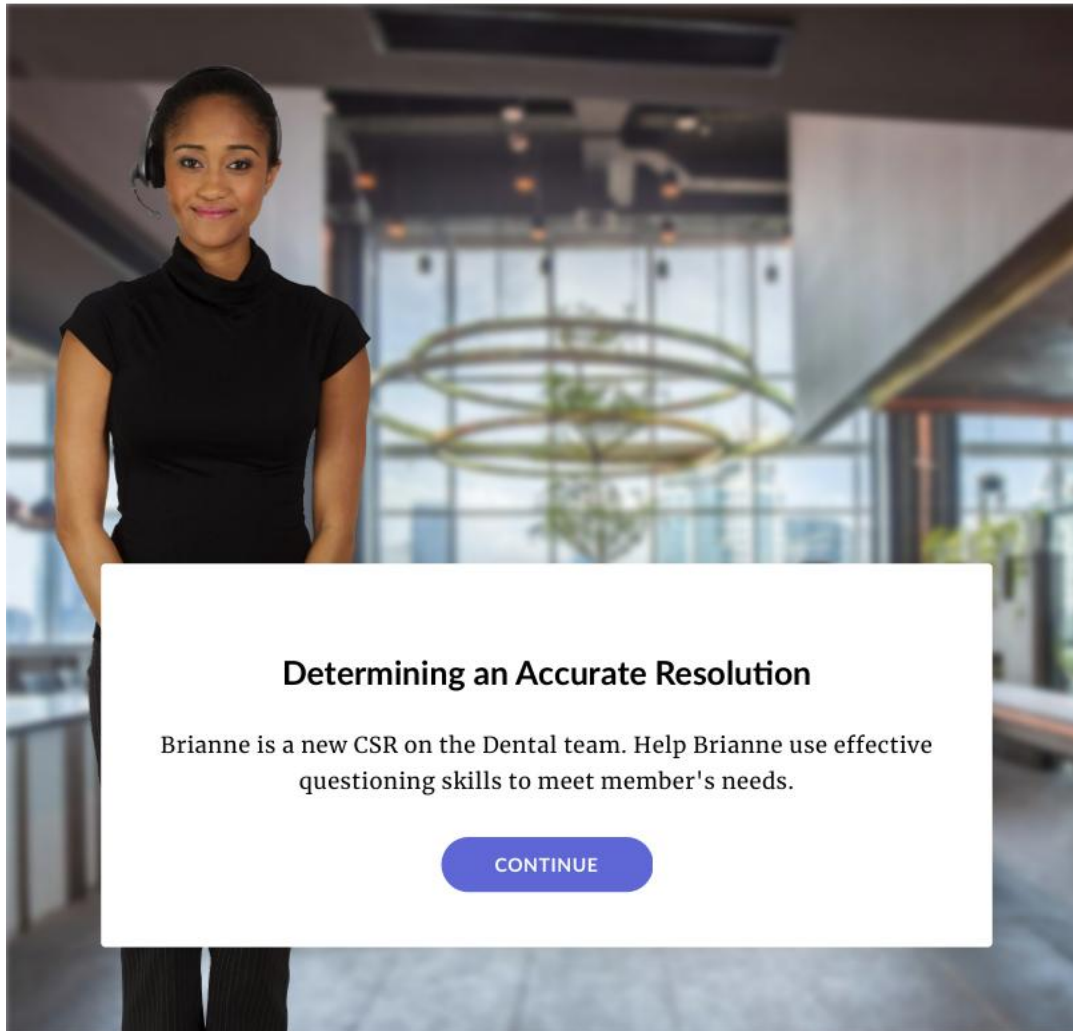 Determining an Accurate Resolution
Brianne is a new CSR on the Dental team. Help Brianne use effective
questioning skills to meet member's needs.
CONTINUE